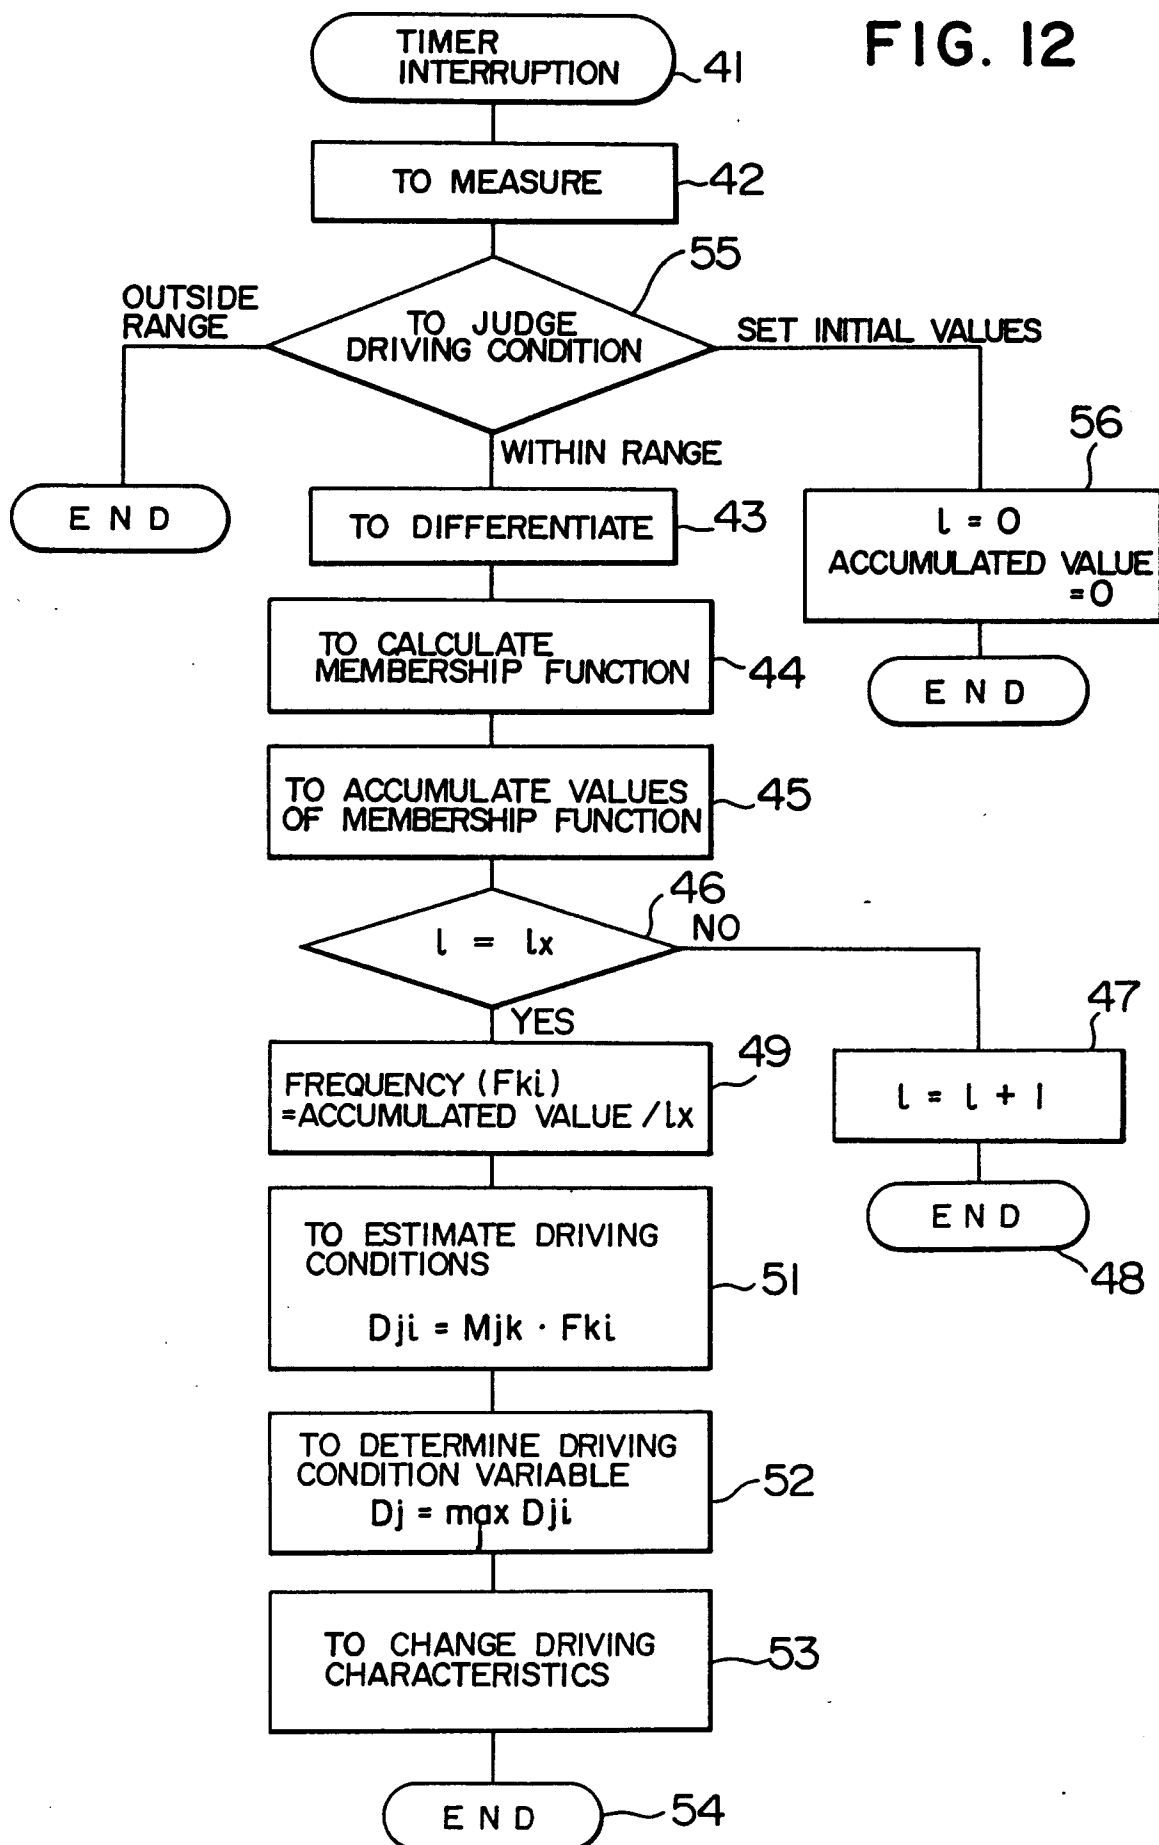 FIG. 12
TIMER
INTERRUPTION
41
TO MEASURE
42
55
OUTSIDE
RANGE
TO JUDGE
DRIVING CONDITION
SET INITIAL VALUES
WITHIN RANGE
56
END
TO DIFFERENTIATE
43
l = 0
ACCUMULATED VALUE
=0
TO CALCULATE
MEMBERSHIP FUNCTION
44
END
TO ACCUMULATE VALUES
OF MEMBERSHIP FUNCTION
45
46
l = lx
NO
YES
47
49
FREQUENCY (Fki)
=ACCUMULATED VALUE /lx
l = l + 1
END
48
TO ESTIMATE DRIVING
CONDITIONS
Dji = Mjk · Fki
51
TO DETERMINE DRIVING
CONDITION VARIABLE
Dj = max Dji
j
52
TO CHANGE DRIVING
CHARACTERISTICS
53
END
54